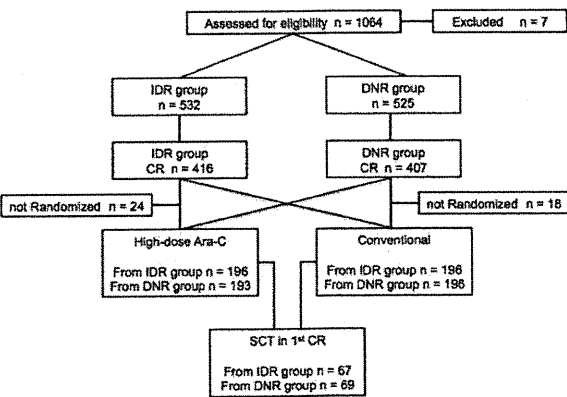 Assessed for eligibility n = 1064
Excluded n = 7
IDR group
n = 532
DNR group
n = 525
IDR group
CR n = 416
DNR group
CR n = 407
not Randomized n = 24
not Randomized n = 18
High-dose Ara-C
From IDR group n = 196
From DNR group n = 193
Conventional
From IDR group n = 196
From DNR group n = 196
SCT in 1st CR
From IDR group n = 67
From DNR group n = 69